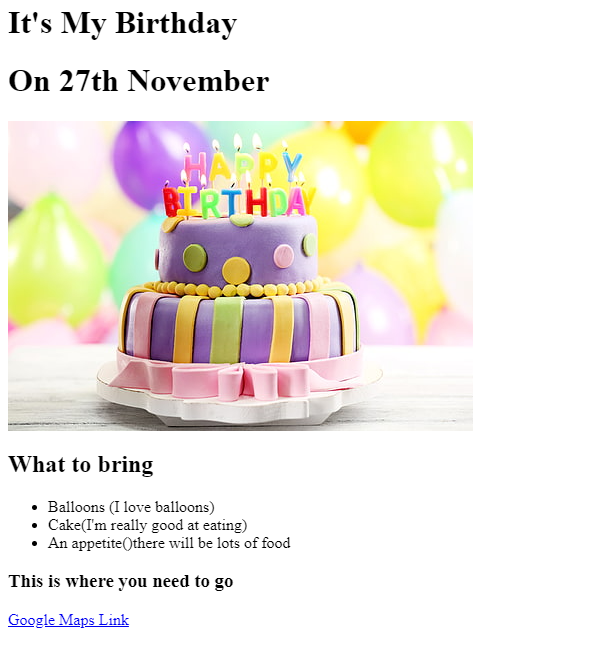 It's My Birthday
On 27th November
HAPPY
BIRTHDAY
What to bring
Balloons (I love balloons)
Cake(I'm really good at eating)
An appetite()there will be lots of food
This is where you need to go
Google Maps Link